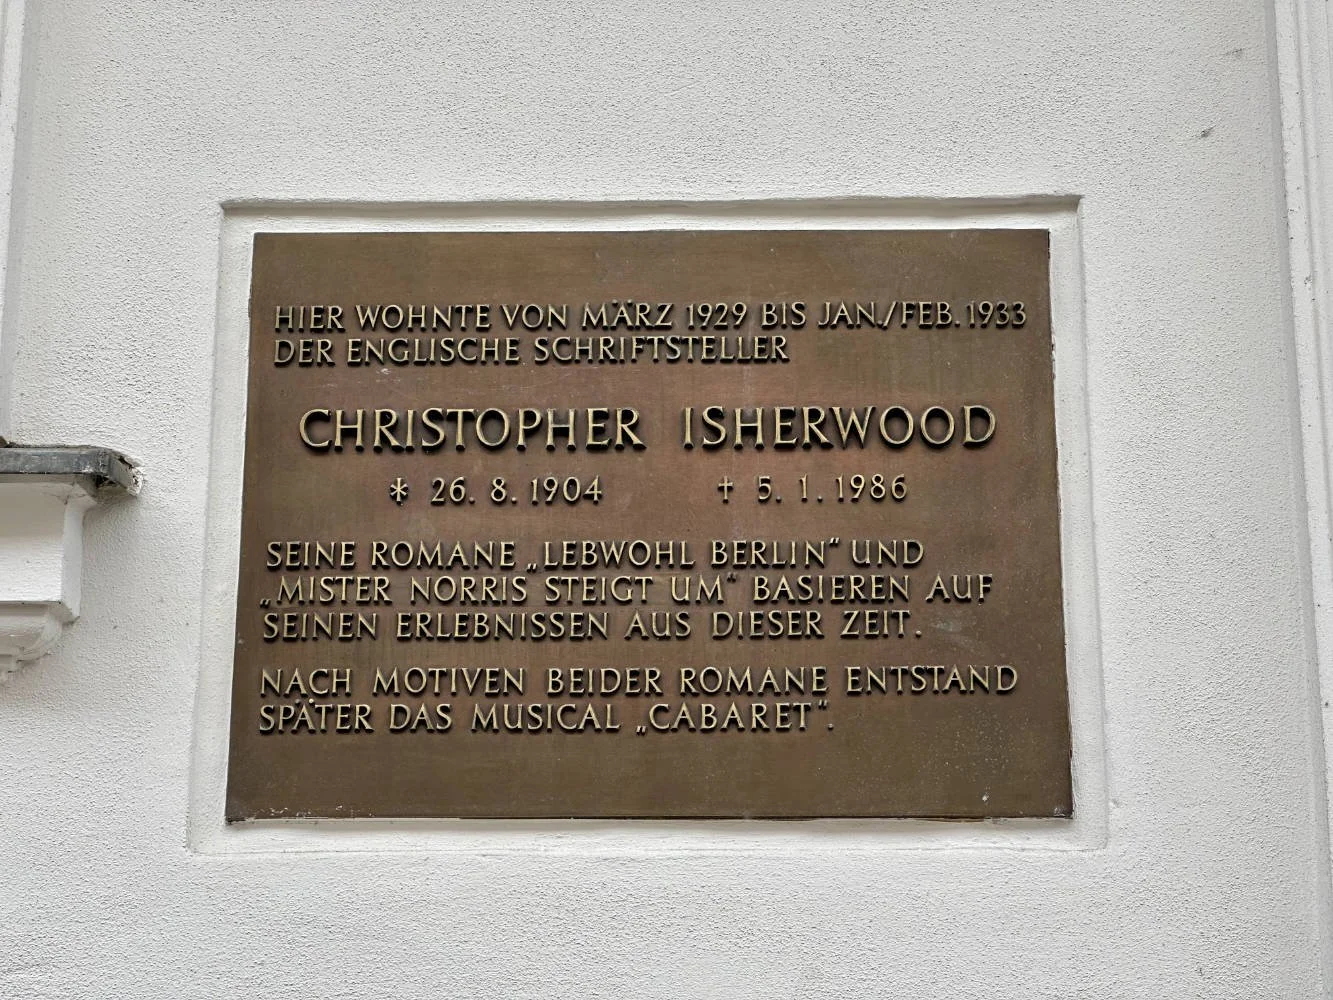 HIER WOHNTE VON MÄRZ 1929 BIS JAN./FEB.1933
DER ENGLISCHE SCHRIFTSTELLER
CHRISTOPHER ISHERWOOD
* 26. 8. 1904 † 5. 1. 1986
SEINE ROMANE „LEBWOHL BERLIN“ UND
„MISTER NORRIS STEIGT UM“ BASIEREN AUF
SEINEN ERLEBNISSEN AUS DIESER ZEIT.
NACH MOTIVEN BEIDER ROMANE ENTSTAND
SPÄTER DAS MUSICAL „CABARET“.